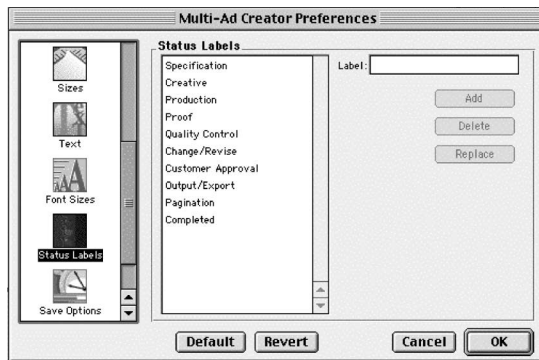 Multi-Ad Creator Preferences
Sizes
Text
Font Sizes
Status Labels
Save Options
Status Labels
Specification
Creative
Production
Proof
Quality Control
Change/Revise
Customer Approval
Output/Export
Pagination
Completed
Label:
Add
Delete
Replace
Default
Revert
Cancel
OK